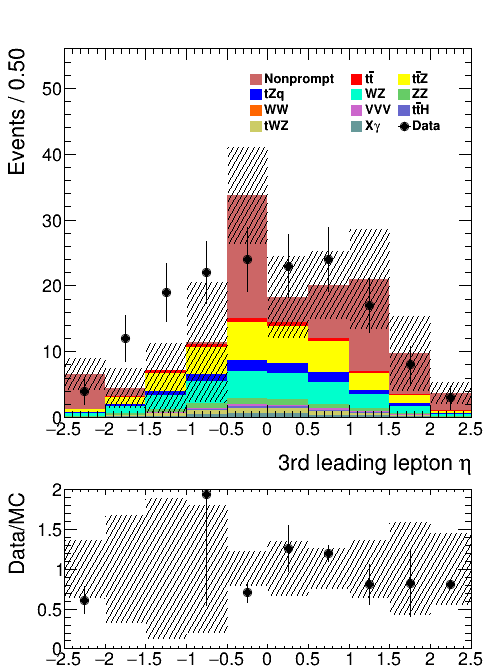 Events / 0.50
50
40
30
20
10
0
Nonprompt tt̄ tt̄Z
tZq WZ ZZ
WW VVV tt̄H
tWZ Xγ Data
−2.5 −2 −1.5 −1 −0.5 0 0.5 1 1.5 2 2.5
3rd leading lepton η
Data/MC
2
1.5
1
0.5
0
−2.5 −2 −1.5 −1 −0.5 0 0.5 1 1.5 2 2.5